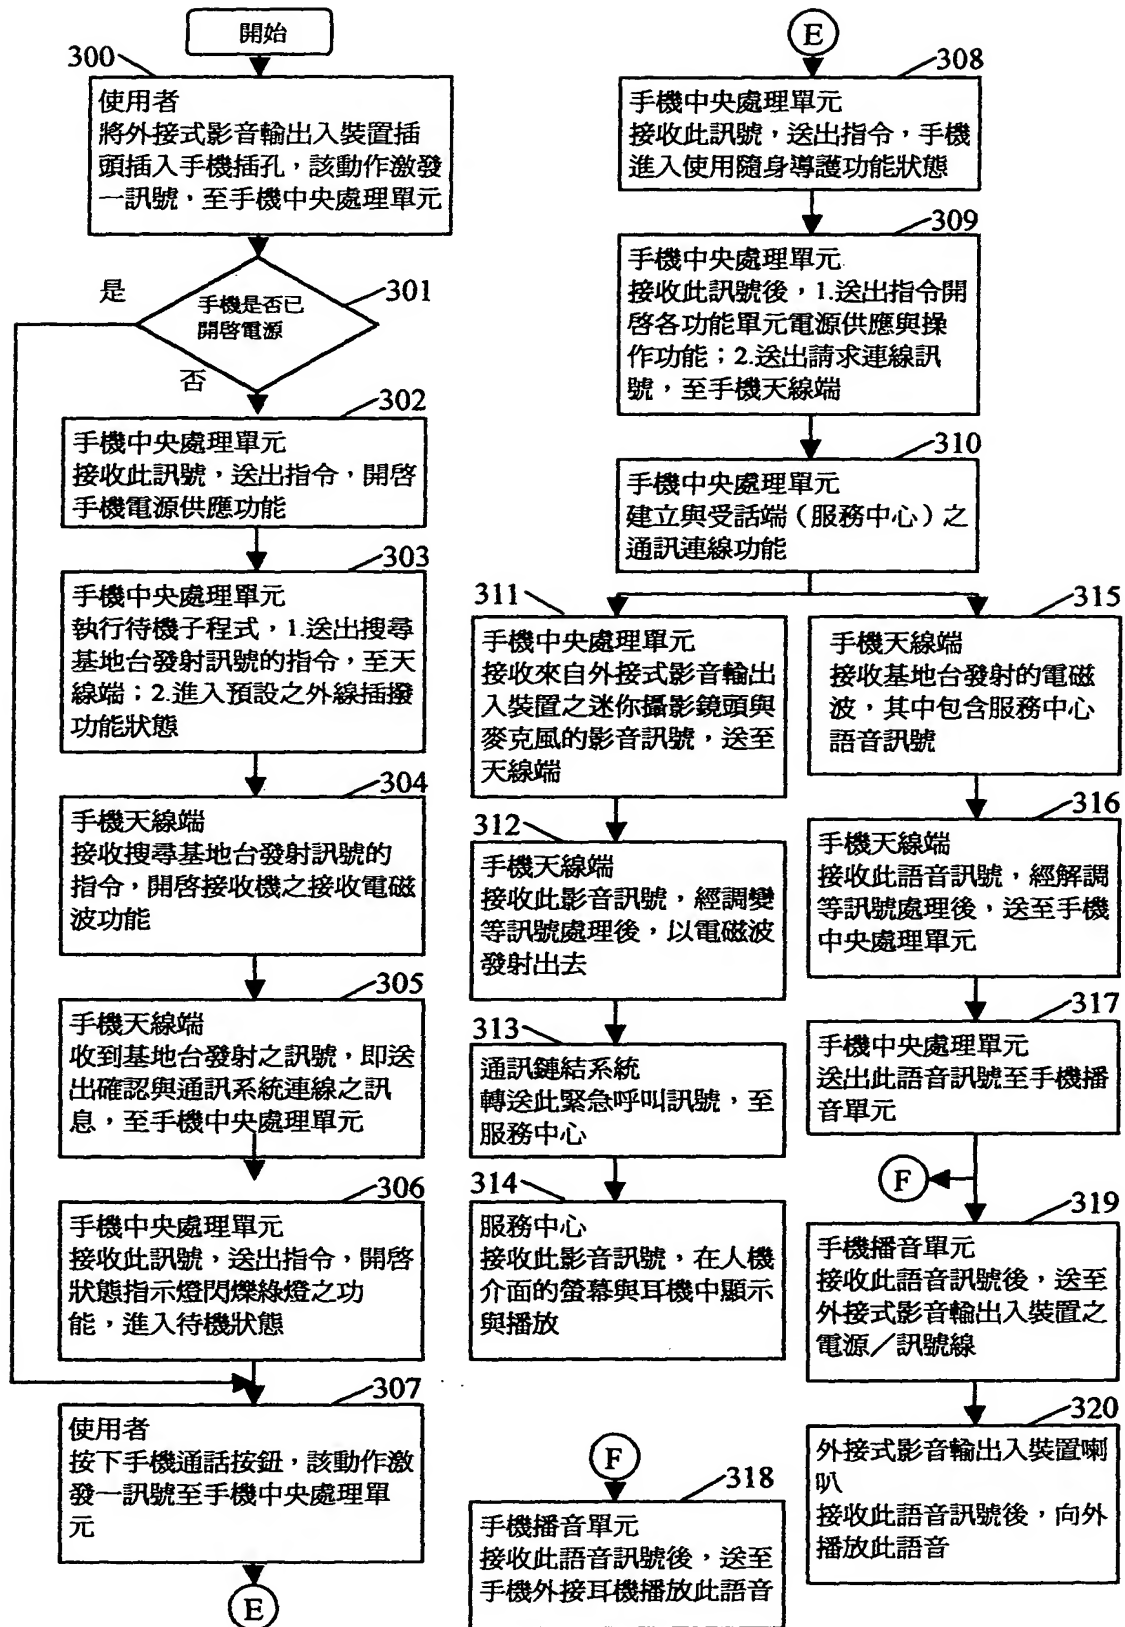 開始
300
使用者
將外接式影音輸出入裝置插
頭插入手機插孔，該動作激發
一訊號，至手機中央處理單元
是
手機是否已
開啓電源
301
否
302
手機中央處理單元
接收此訊號，送出指令，開啓
手機電源供應功能
303
手機中央處理單元
執行待機子程式，1.送出搜尋
基地台發射訊號的指令，至天
線端；2.進入預設之外線插撥
功能狀態
304
手機天線端
接收搜尋基地台發射訊號的
指令，開啓接收機之接收電磁
波功能
305
手機天線端
收到基地台發射之訊號，即送
出確認與通訊系統連線之訊
息，至手機中央處理單元
306
手機中央處理單元
接收此訊號，送出指令，開啓
狀態指示燈閃爍綠燈之功
能，進入待機狀態
307
使用者
按下手機通話按鈕，該動作激
發一訊號至手機中央處理單
元
E
E
308
手機中央處理單元
接收此訊號，送出指令，手機
進入使用隨身導護功能狀態
309
手機中央處理單元
接收此訊號後，1.送出指令開
啓各功能單元電源供應與操
作功能；2.送出請求連線訊
號，至手機天線端
310
手機中央處理單元
建立與受話端（服務中心）之
通訊連線功能
311
手機中央處理單元
接收來自外接式影音輸出
入裝置之迷你攝影鏡頭與
麥克風的影音訊號，送至
天線端
312
手機天線端
接收此影音訊號，經調變
等訊號處理後，以電磁波
發射出去
313
通訊鏈結系統
轉送此緊急呼叫訊號，至
服務中心
314
服務中心
接收此影音訊號，在人機
介面的螢幕與耳機中顯示
與播放
315
手機天線端
接收基地台發射的電磁
波，其中包含服務中心
語音訊號
316
手機天線端
接收此語音訊號，經解調
等訊號處理後，送至手機
中央處理單元
317
手機中央處理單元
送出此語音訊號至手機播
音單元
F
319
手機播音單元
接收此語音訊號後，送至
外接式影音輸出入裝置之
電源／訊號線
320
外接式影音輸出入裝置喇
叭
接收此語音訊號後，向外
播放此語音
F
318
手機播音單元
接收此語音訊號後，送至
手機外接耳機播放此語音